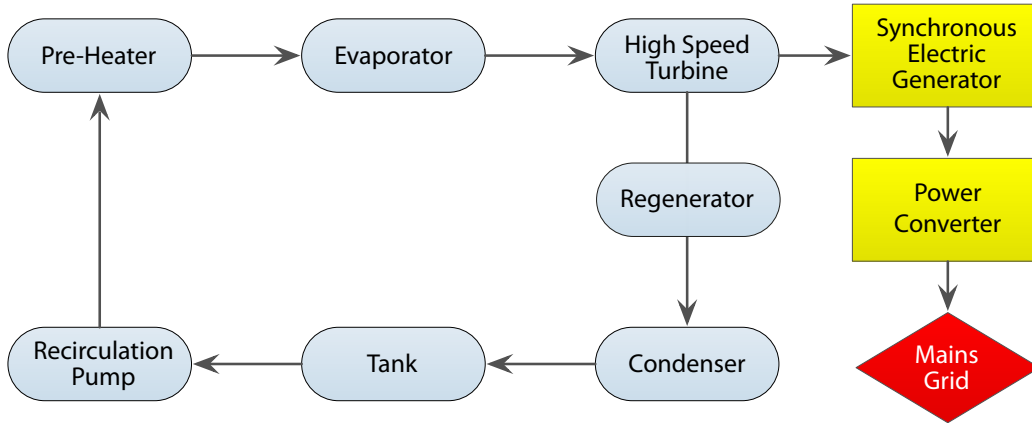 Pre-Heater
Evaporator
High Speed
Turbine
Synchronous
Electric
Generator
Regenerator
Power
Converter
Recirculation
Pump
Tank
Condenser
Mains
Grid